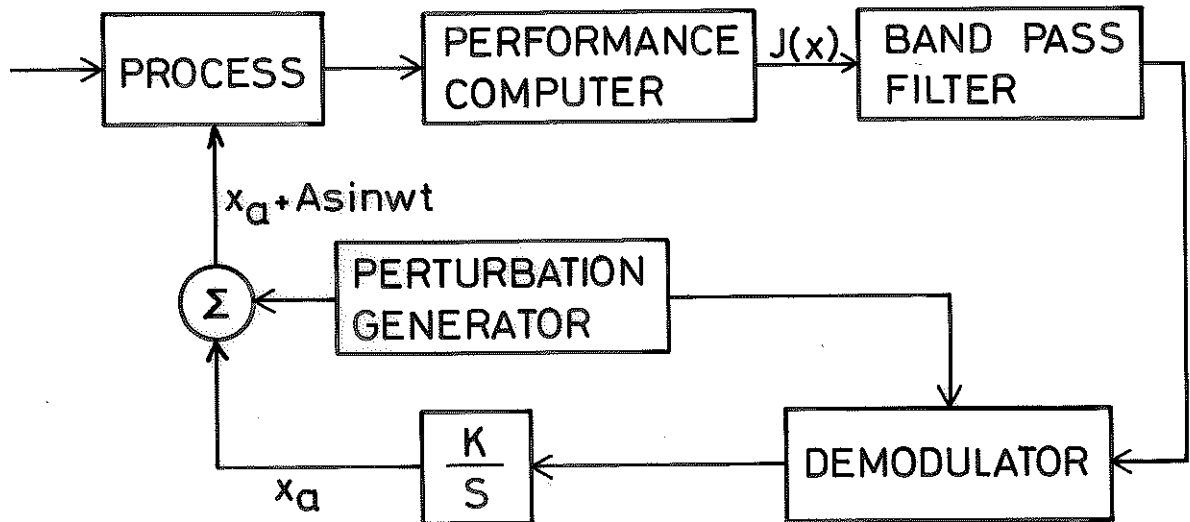 PROCESS
PERFORMANCE
COMPUTER
J(x)
BAND PASS
FILTER
xa + Asinwt
PERTURBATION
GENERATOR
Σ
K
S
DEMODULATOR
xa